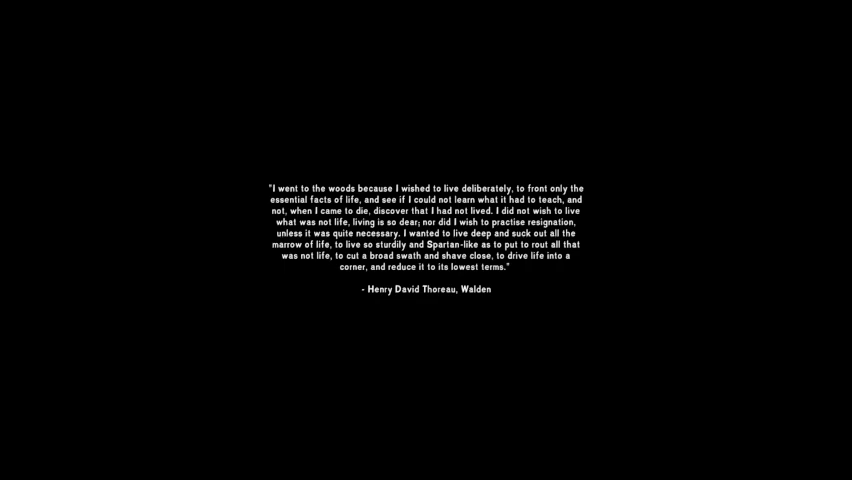 "I went to the woods because I wished to live deliberately, to front only the
essential facts of life, and see if I could not learn what it had to teach, and
not, when I came to die, discover that I had not lived. I did not wish to live
what was not life, living is so dear; nor did I wish to practise resignation,
unless it was quite necessary. I wanted to live deep and suck out all the
marrow of life, to live so sturdily and Spartan-like as to put to rout all that
was not life, to cut a broad swath and shave close, to drive life into a
corner, and reduce it to its lowest terms."
- Henry David Thoreau, Walden